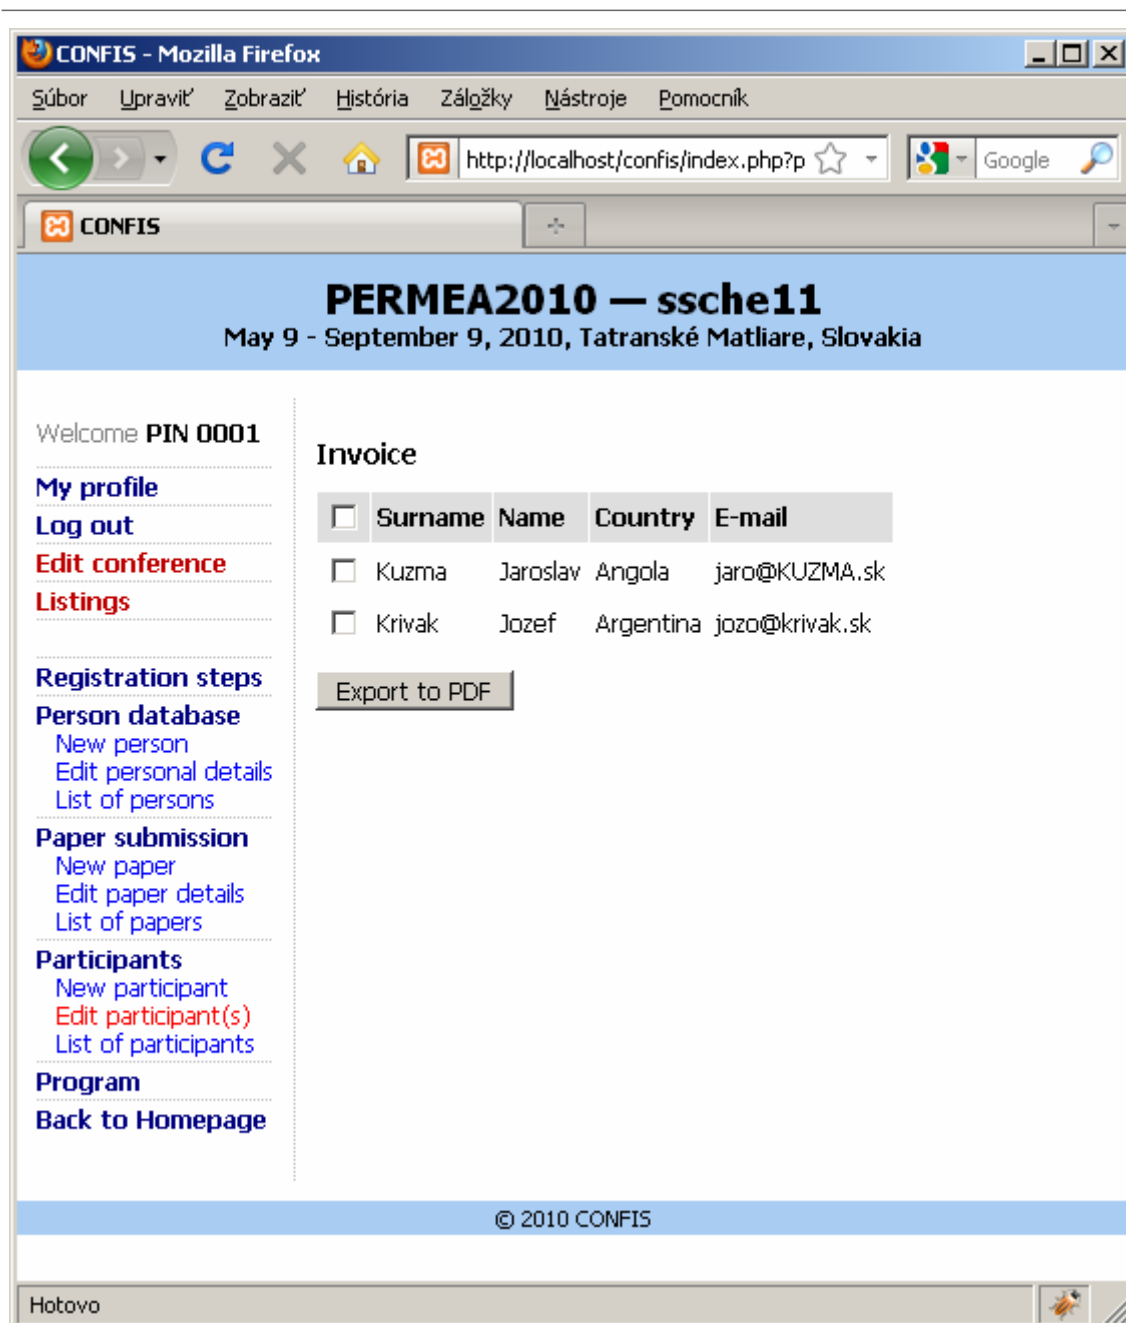 CONFIS - Mozilla Firefox
Súbor Upraviť Zobraziť História Záložky Nástroje Pomocník
http://localhost/confis/index.php?p Google
CONFIS
PERMEA2010 — ssche11
May 9 - September 9, 2010, Tatranské Matliare, Slovakia
Welcome PIN 0001
My profile
Log out
Edit conference
Listings
Registration steps
Person database
New person
Edit personal details
List of persons
Paper submission
New paper
Edit paper details
List of papers
Participants
New participant
Edit participant(s)
List of participants
Program
Back to Homepage
Invoice
Surname Name Country E-mail
Kuzma Jaroslav Angola jaro@KUZMA.sk
Krivak Jozef Argentina jozo@krivak.sk
Export to PDF
© 2010 CONFIS
Hotovo